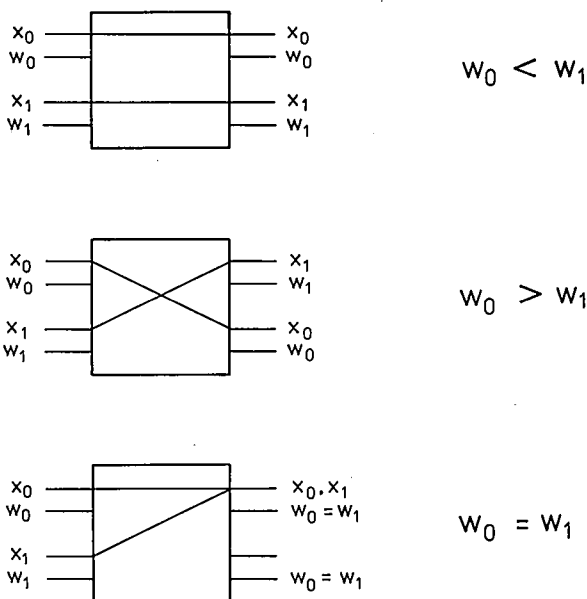 x₀ x₀
w₀ w₀
w₀ < w₁
x₁ x₁
w₁ w₁
x₀ x₁
w₀ w₁
w₀ > w₁
x₁ x₀
w₁ w₀
x₀ x₀,x₁
w₀ w₀ = w₁
w₀ = w₁
x₁
w₁ w₀ = w₁